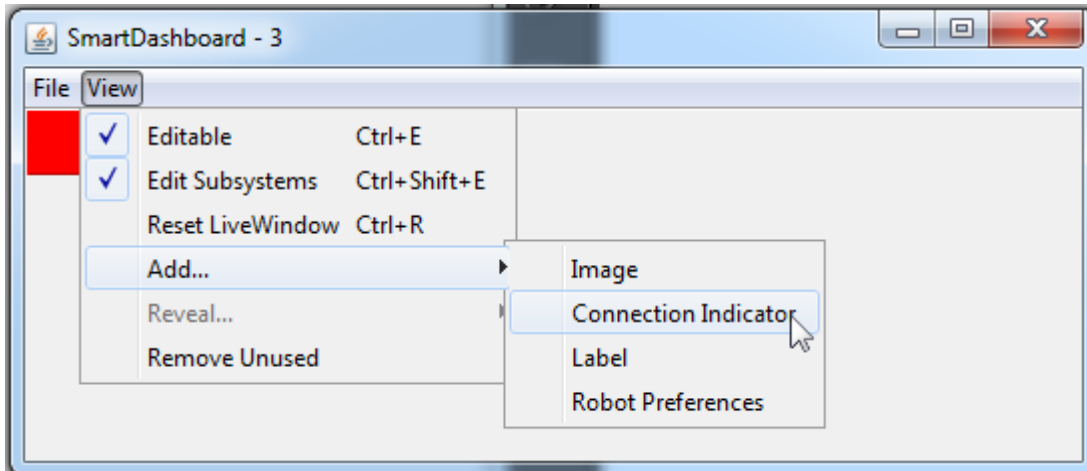 SmartDashboard - 3
File View
Editable Ctrl+E
Edit Subsystems Ctrl+Shift+E
Reset LiveWindow Ctrl+R
Add...
Image
Reveal...
Connection Indicator
Remove Unused
Label
Robot Preferences